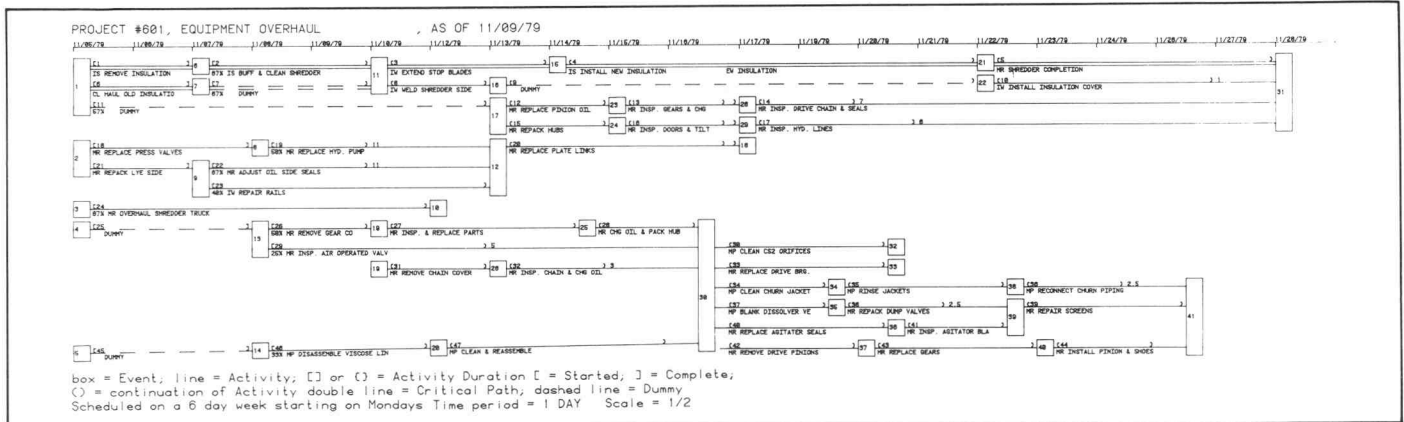 PROJECT #601, EQUIPMENT OVERHAUL , AS OF 11/09/79
11/05/79 11/06/79 11/07/79 11/08/79 11/09/79 11/10/79 11/12/79 11/13/79 11/14/79 11/15/79 11/16/79 11/17/79 11/19/79 11/20/79 11/21/79 11/22/79 11/23/79 11/24/79 11/26/79 11/27/79 11/28/79
IS REMOVE INSULATION 67% IS BUFF & CLEAN SHREDDER IW EXTEND STOP BLADES IS INSTALL NEW INSULATION EW INSULATION MR SHREDDER COMPLETION
CL HAUL OLD INSULATIO 67% DUMMY IW WELD SHREDDER SIDE DUMMY IW INSTALL INSULATION COVER
57% DUMMY MR REPLACE PINION OIL MR INSP. GEARS & CHG MR INSP. DRIVE CHAIN & SEALS
MR REPACK HUBS MR INSP. DOORS & TILT MR INSP. HYD. LINES
MR REPLACE PRESS VALVES 50% MR REPLACE HYD. PUMP MR REPLACE PLATE LINKS
MR REPACK LYE SIDE 67% MR ADJUST OIL SIDE SEALS
40% IW REPAIR RAILS
67% MR OVERHAUL SHREDDER TRUCK
DUMMY 50% MR REMOVE GEAR CO MR INSP. & REPLACE PARTS MR CHG OIL & PACK HUB
25% MR INSP. AIR OPERATED VALV MP CLEAN CS2 ORIFICES
MR REMOVE CHAIN COVER MR INSP. CHAIN & CHG OIL MR REPLACE DRIVE BRG.
MP CLEAN CHURN JACKET MP RINSE JACKETS MP RECONNECT CHURN PIPING
MP BLANK DISSOLVER VE MR REPACK DUMP VALVES MR REPAIR SCREENS
MR REPLACE AGITATER SEALS MR INSP. AGITATOR BLA
DUMMY 33% MP DISASSEMBLE VISCOSE LIN MP CLEAN & REASSEMBLE MR REMOVE DRIVE PINIONS MR REPLACE GEARS MR INSTALL PINION & SHOES
box = Event; line = Activity; [] or () = Activity Duration [ = Started; ] = Complete;
() = continuation of Activity double line = Critical Path; dashed line = Dummy
Scheduled on a 6 day week starting on Mondays Time period = 1 DAY Scale = 1/2